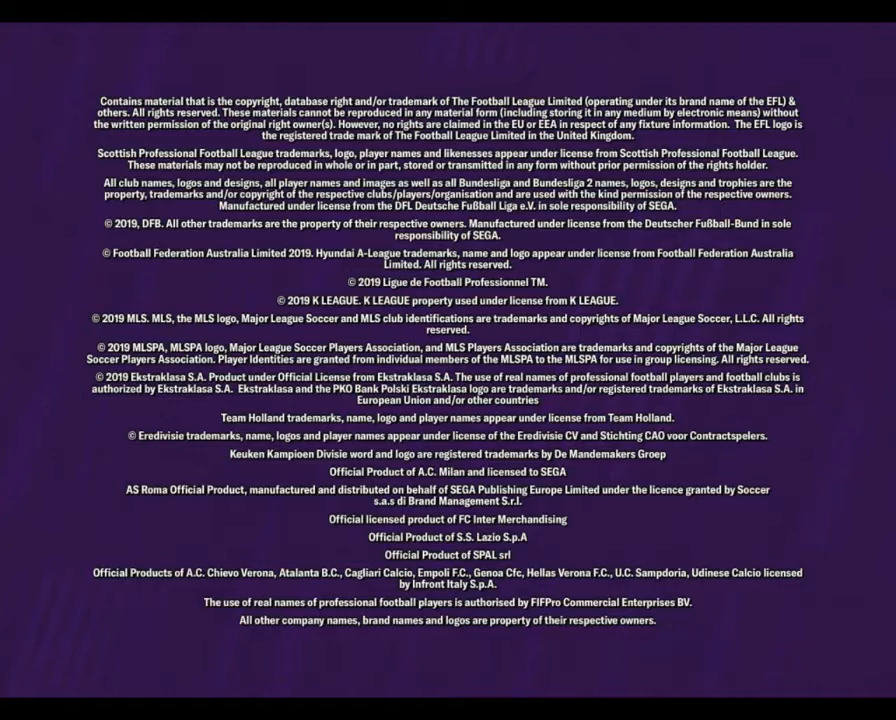 Contains material that is the copyright, database right and/or trademark of The Football League Limited (operating under its brand name of the EFL) &
others. All rights reserved. These materials cannot be reproduced in any material form (including storing it in any medium by electronic means) without
the written permission of the original right owner(s). However, no rights are claimed in the EU or EEA in respect of any fixture information. The EFL logo is
the registered trade mark of The Football League Limited in the United Kingdom.
Scottish Professional Football League trademarks, logo, player names and likenesses appear under license from Scottish Professional Football League.
These materials may not be reproduced in whole or in part, stored or transmitted in any form without prior permission of the rights holder.
All club names, logos and designs, all player names and images as well as all Bundesliga and Bundesliga 2 names, logos, designs and trophies are the
property, trademarks and/or copyright of the respective clubs/players/organisation and are used with the kind permission of the respective owners.
Manufactured under license from the DFL Deutsche Fußball Liga e.V. in sole responsibility of SEGA.
© 2019, DFB. All other trademarks are the property of their respective owners. Manufactured under license from the Deutscher Fußball-Bund in sole
responsibility of SEGA.
© Football Federation Australia Limited 2019. Hyundai A-League trademarks, name and logo appear under license from Football Federation Australia
Limited. All rights reserved.
© 2019 Ligue de Football Professionnel TM.
© 2019 K LEAGUE. K LEAGUE property used under license from K LEAGUE.
© 2019 MLS. MLS, the MLS logo, Major League Soccer and MLS club identifications are trademarks and copyrights of Major League Soccer, L.L.C. All rights
reserved.
© 2019 MLSPA, MLSPA logo, Major League Soccer Players Association, and MLS Players Association are trademarks and copyrights of the Major League
Soccer Players Association. Player Identities are granted from individual members of the MLSPA to the MLSPA for use in group licensing. All rights reserved.
© 2019 Ekstraklasa S.A. Product under Official License from Ekstraklasa S.A. The use of real names of professional football players and football clubs is
authorized by Ekstraklasa S.A. Ekstraklasa and the PKO Bank Polski Ekstraklasa logo are trademarks and/or registered trademarks of Ekstraklasa S.A. in
European Union and/or other countries
Team Holland trademarks, name, logo and player names appear under license from Team Holland.
© Eredivisie trademarks, name, logos and player names appear under license of the Eredivisie CV and Stichting CAO voor Contractspelers.
Keuken Kampioen Divisie word and logo are registered trademarks by De Mandemakers Groep
Official Product of A.C. Milan and licensed to SEGA
AS Roma Official Product, manufactured and distributed on behalf of SEGA Publishing Europe Limited under the licence granted by Soccer
s.a.s di Brand Management S.r.l.
Official licensed product of FC Inter Merchandising
Official Product of S.S. Lazio S.p.A
Official Product of SPAL srl
Official Products of A.C. Chievo Verona, Atalanta B.C., Cagliari Calcio, Empoli F.C., Genoa Cfc, Hellas Verona F.C., U.C. Sampdoria, Udinese Calcio licensed
by Infront Italy S.p.A.
The use of real names of professional football players is authorised by FIFPro Commercial Enterprises BV.
All other company names, brand names and logos are property of their respective owners.